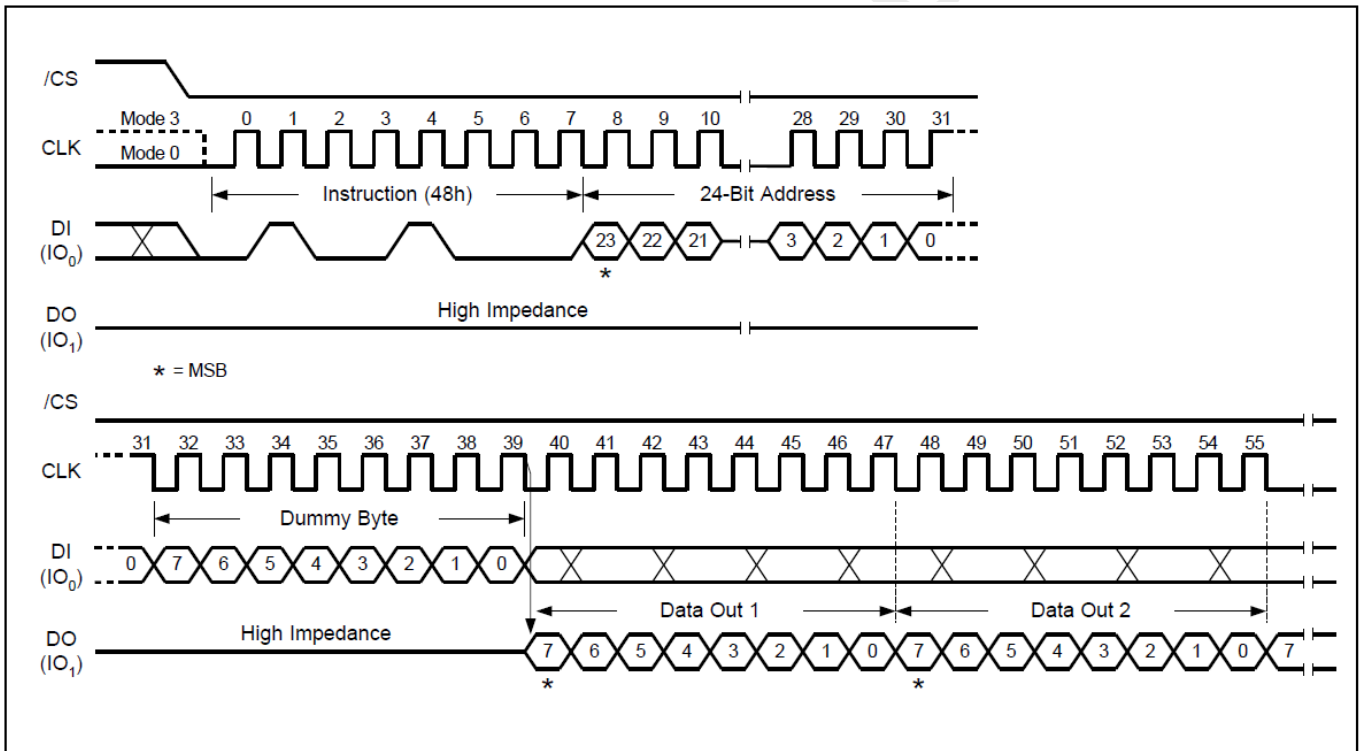 /CS
Mode 3
0 1 2 3 4 5 6 7 8 9 10 28 29 30 31
CLK
Mode 0
Instruction (48h) 24-Bit Address
DI
(IO0)
23 22 21 3 2 1 0
*
High Impedance
DO
(IO1)
* = MSB
/CS
31 32 33 34 35 36 37 38 39 40 41 42 43 44 45 46 47 48 49 50 51 52 53 54 55
CLK
Dummy Byte
DI
(IO0)
0 7 6 5 4 3 2 1 0
Data Out 1 Data Out 2
High Impedance
DO
(IO1)
7 6 5 4 3 2 1 0 7 6 5 4 3 2 1 0 7
* *